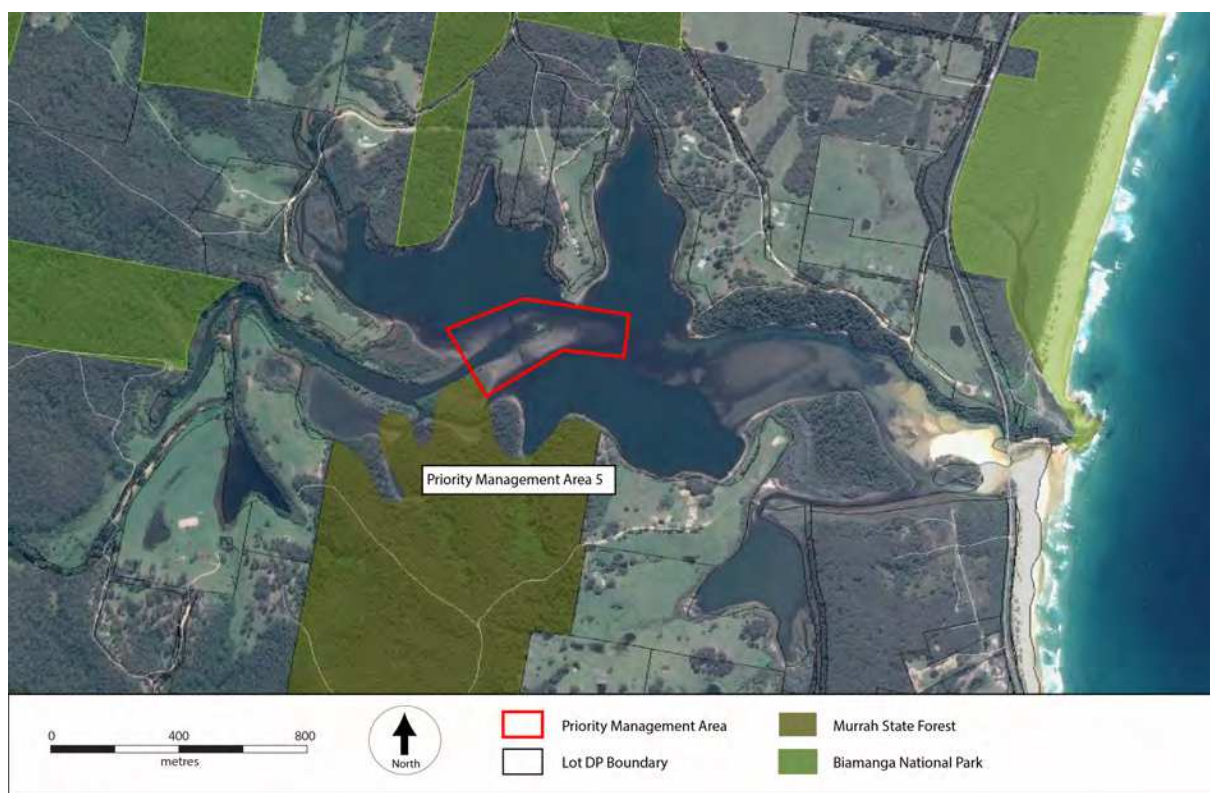 Priority Management Area 5
0 400 800
metres
North
Priority Management Area
Lot DP Boundary
Murrah State Forest
Biamanga National Park